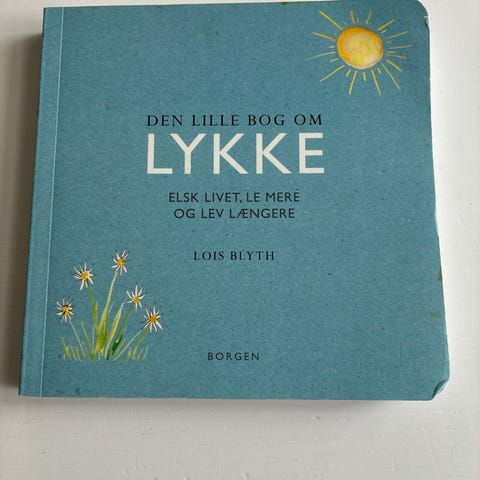 DEN LILLE BOG OM
LYKKE
ELSK LIVET, LE MERE
OG LEV LÆNGERE
LOIS BLYTH
BORGEN